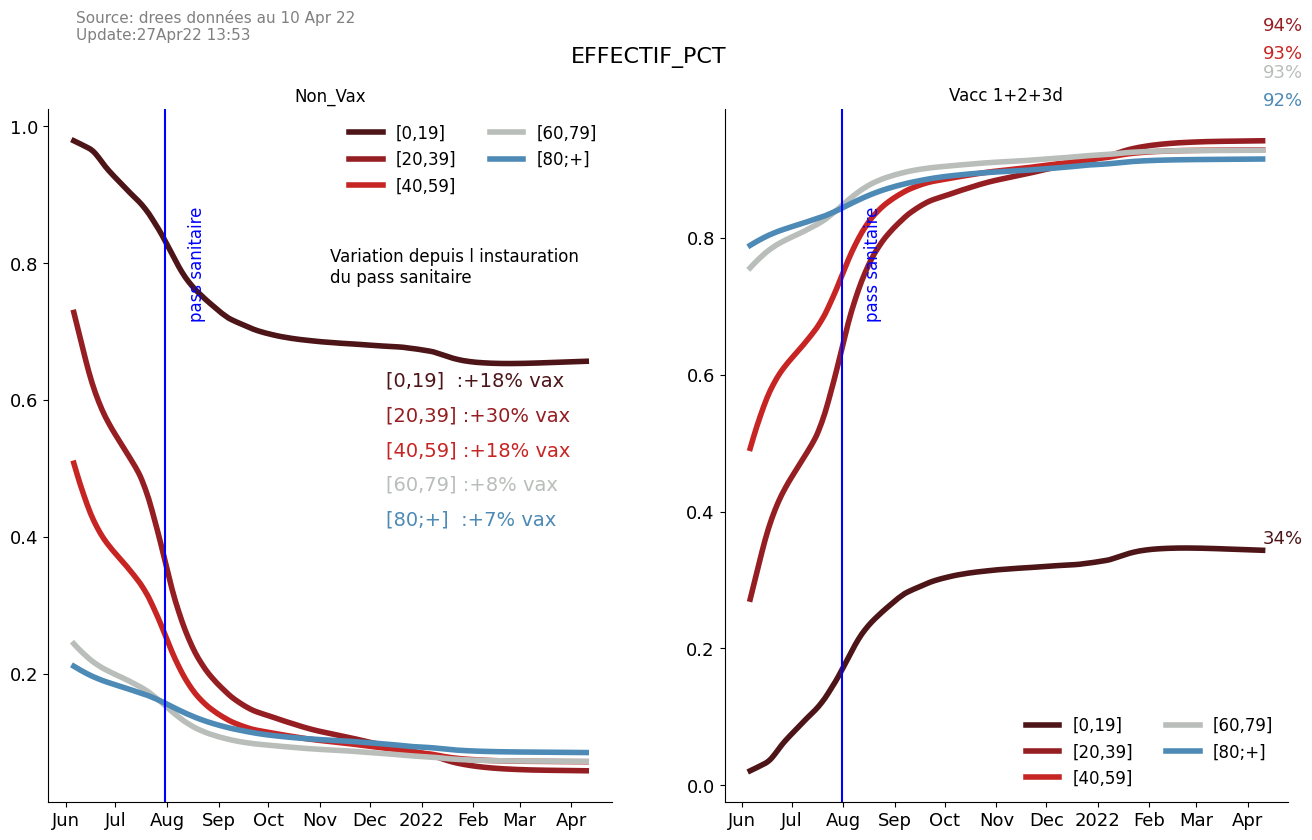 Source: drees données au 10 Apr 22
Update:27Apr22 13:53
EFFECTIF_PCT
94%
93%
93%
92%
Non_Vax
1.0
0.8
0.6
0.4
0.2
[0,19]
[20,39]
[40,59]
[60,79]
[80;+]
pass sanitaire
Variation depuis l instauration
du pass sanitaire
[0,19] :+18% vax
[20,39] :+30% vax
[40,59] :+18% vax
[60,79] :+8% vax
[80;+] :+7% vax
Jun Jul Aug Sep Oct Nov Dec 2022 Feb Mar Apr
Vacc 1+2+3d
0.8
0.6
0.4
0.2
0.0
pass sanitaire
34%
[0,19]
[20,39]
[40,59]
[60,79]
[80;+]
Jun Jul Aug Sep Oct Nov Dec 2022 Feb Mar Apr